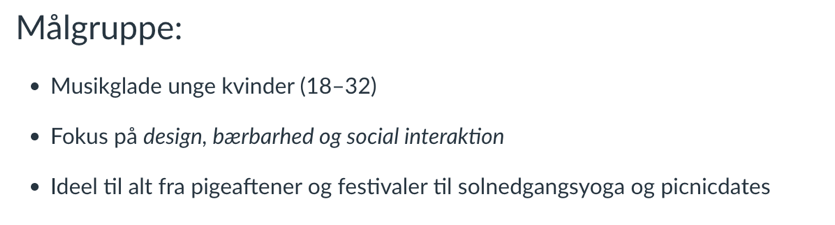 Målgruppe:
• Musikglade unge kvinder (18–32)
• Fokus på design, bærbarhed og social interaktion
• Ideel til alt fra pigeaftener og festivaler til solnedgangsyoga og picnicdates